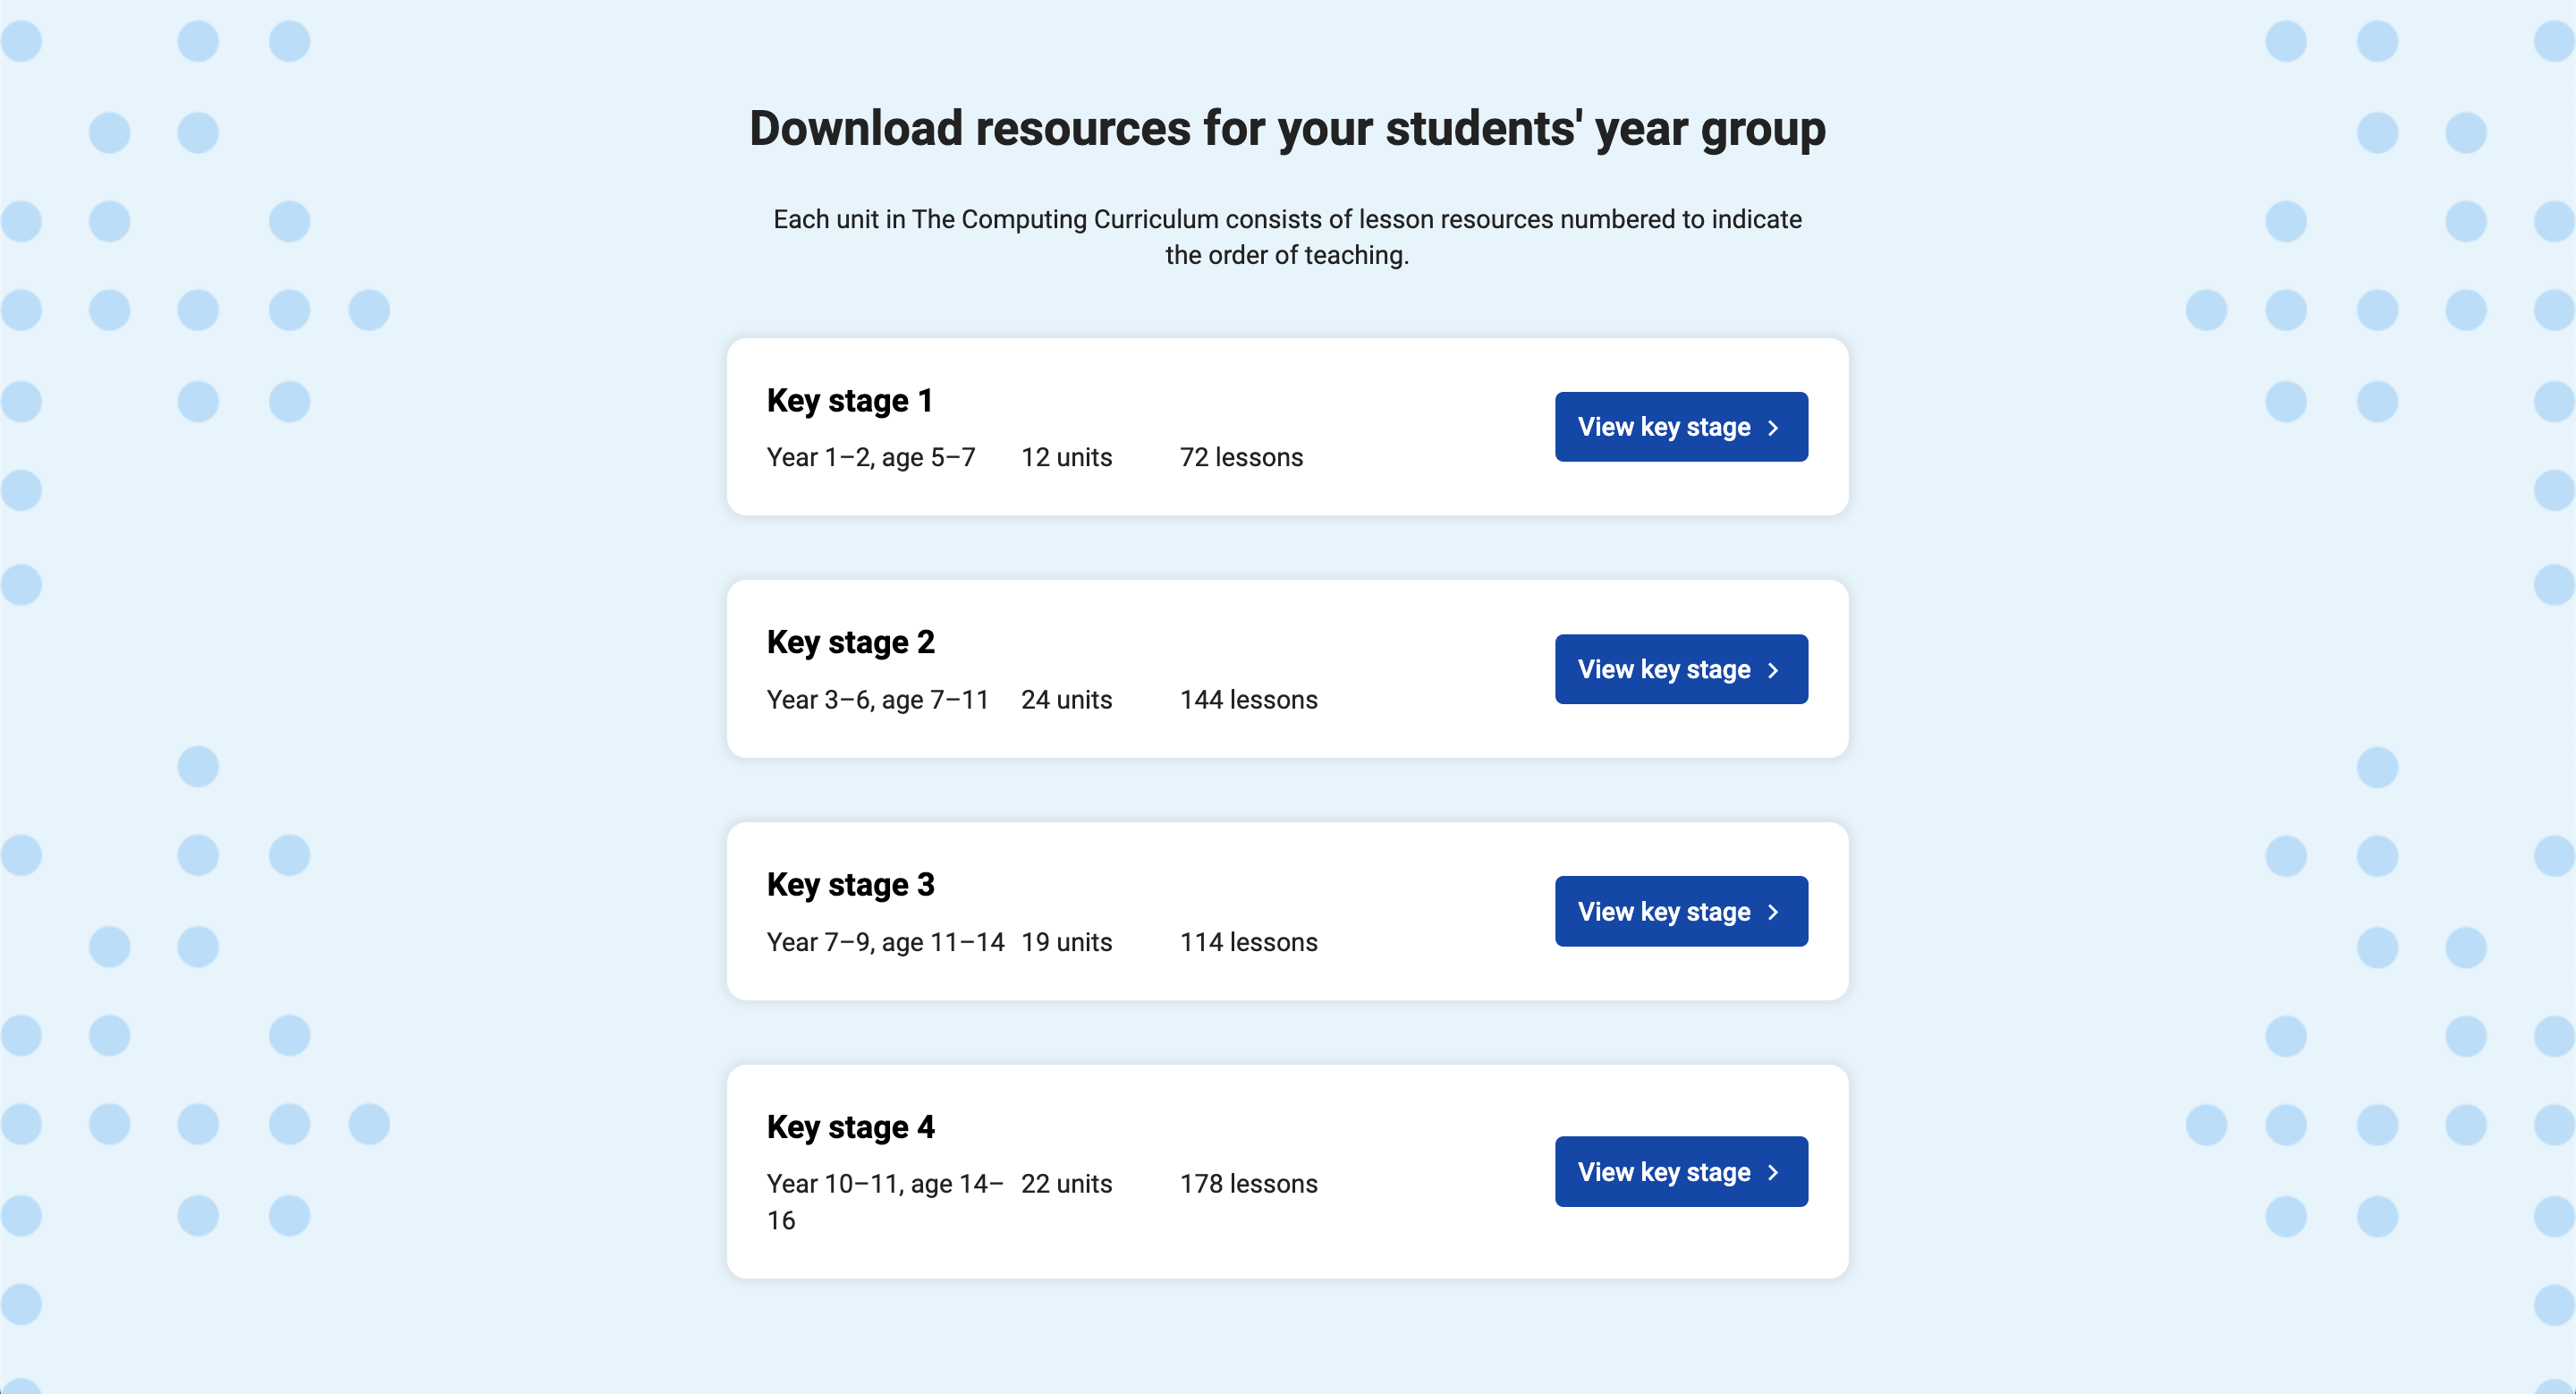 Download resources for your students' year group
Each unit in The Computing Curriculum consists of lesson resources numbered to indicate
the order of teaching.
Key stage 1
Year 1–2, age 5–7 12 units 72 lessons
View key stage
Key stage 2
Year 3–6, age 7–11 24 units 144 lessons
View key stage
Key stage 3
Year 7–9, age 11–14 19 units 114 lessons
View key stage
Key stage 4
Year 10–11, age 14– 22 units 178 lessons
16
View key stage